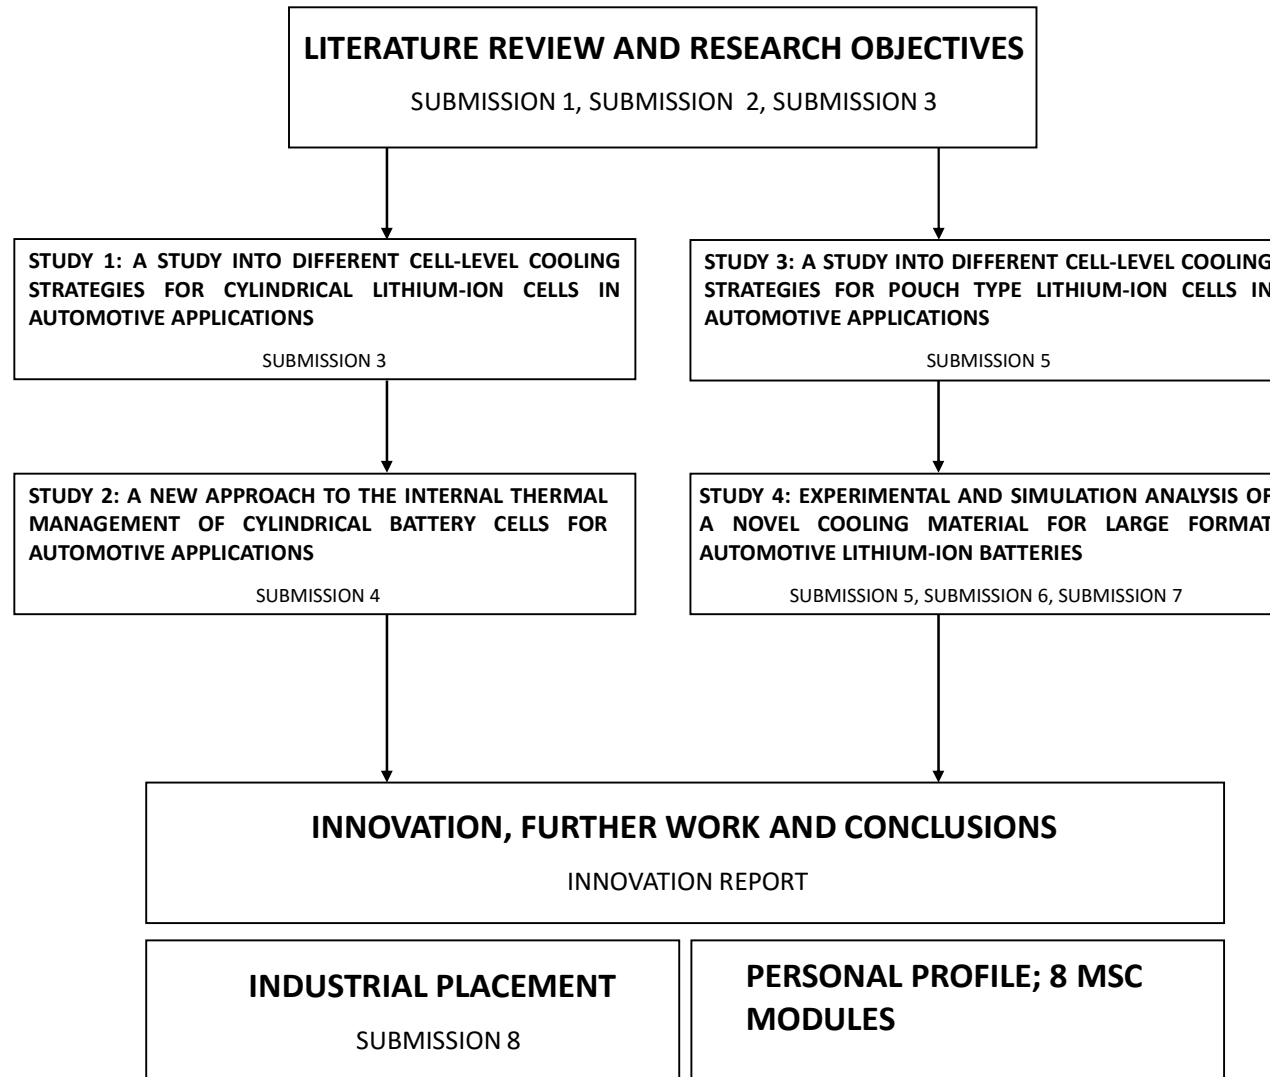 LITERATURE REVIEW AND RESEARCH OBJECTIVES
SUBMISSION 1, SUBMISSION 2, SUBMISSION 3
STUDY 1: A STUDY INTO DIFFERENT CELL-LEVEL COOLING
STRATEGIES FOR CYLINDRICAL LITHIUM-ION CELLS IN
AUTOMOTIVE APPLICATIONS
SUBMISSION 3
STUDY 3: A STUDY INTO DIFFERENT CELL-LEVEL COOLING
STRATEGIES FOR POUCH TYPE LITHIUM-ION CELLS IN
AUTOMOTIVE APPLICATIONS
SUBMISSION 5
STUDY 2: A NEW APPROACH TO THE INTERNAL THERMAL
MANAGEMENT OF CYLINDRICAL BATTERY CELLS FOR
AUTOMOTIVE APPLICATIONS
SUBMISSION 4
STUDY 4: EXPERIMENTAL AND SIMULATION ANALYSIS OF
A NOVEL COOLING MATERIAL FOR LARGE FORMAT
AUTOMOTIVE LITHIUM-ION BATTERIES
SUBMISSION 5, SUBMISSION 6, SUBMISSION 7
INNOVATION, FURTHER WORK AND CONCLUSIONS
INNOVATION REPORT
INDUSTRIAL PLACEMENT
SUBMISSION 8
PERSONAL PROFILE; 8 MSC
MODULES